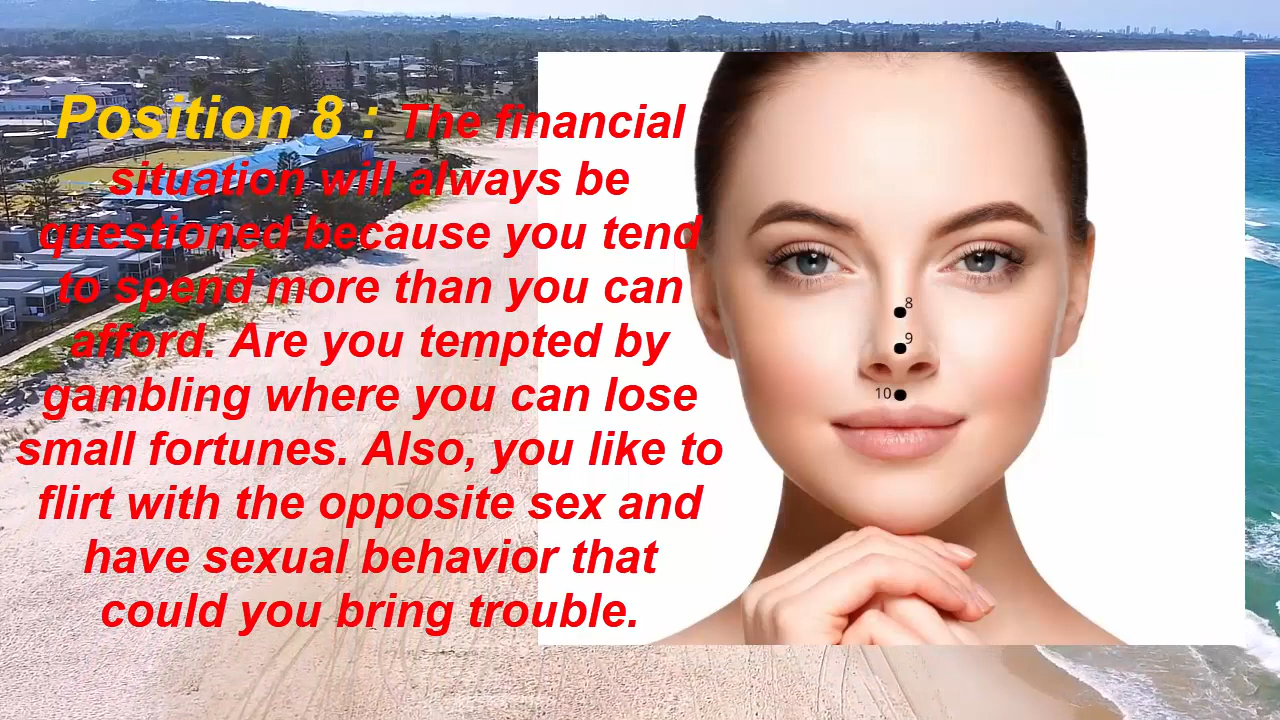 Position 8 : The financial
situation will always be
questioned because you tend
to spend more than you can
afford. Are you tempted by
gambling where you can lose
small fortunes. Also, you like to
flirt with the opposite sex and
have sexual behavior that
could you bring trouble.
8
9
10